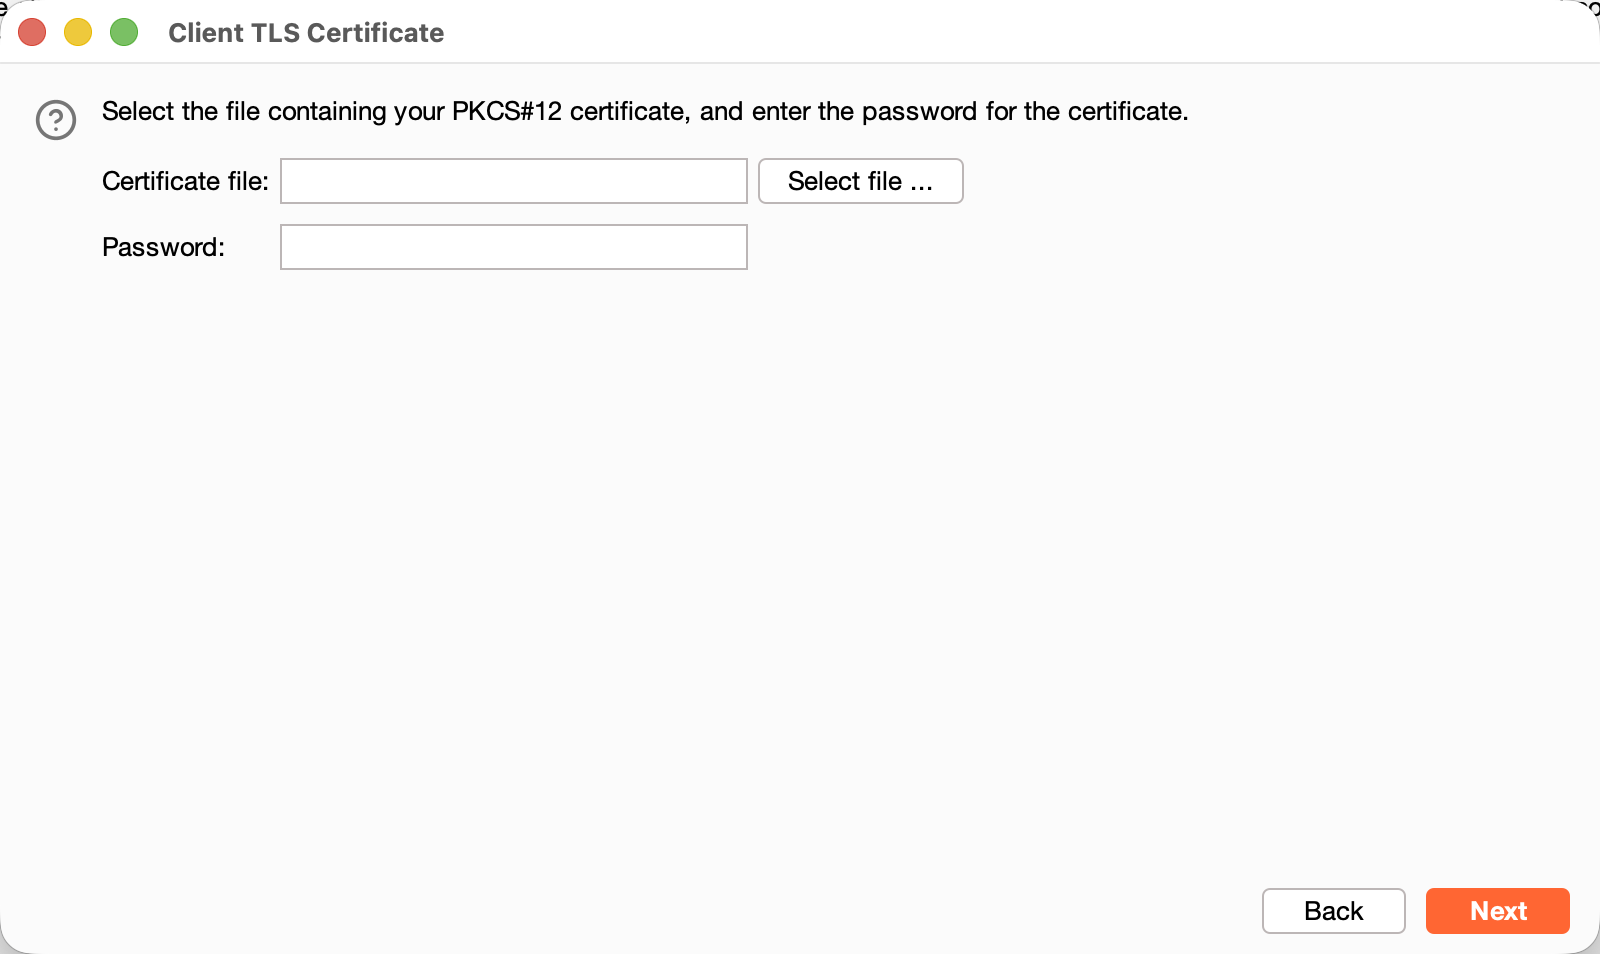 Client TLS Certificate
Select the file containing your PKCS#12 certificate, and enter the password for the certificate.
Certificate file:
Select file ...
Password:
Back
Next